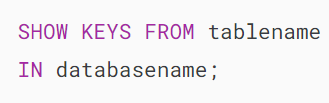 SHOW KEYS FROM tablename
IN databasename;